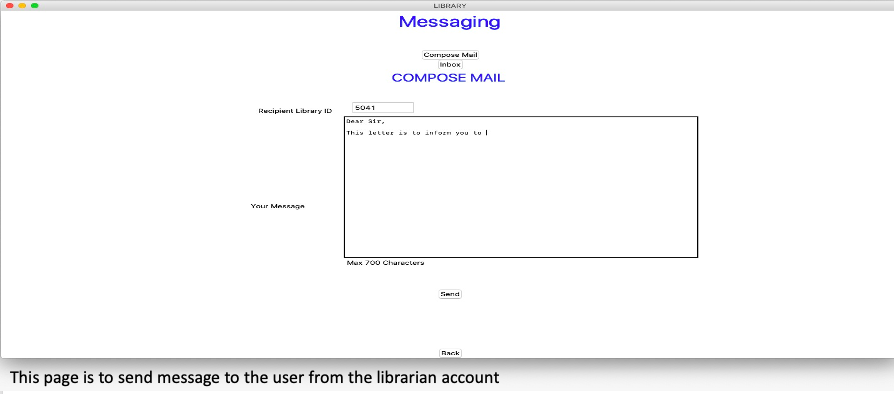 LIBRARY
Messaging
Compose Mail
Inbox
COMPOSE MAIL
Recipient Library ID 5041
Dear Sir,
This letter is to inform you to
Your Message
Max 700 Characters
Send
Back
This page is to send message to the user from the librarian account